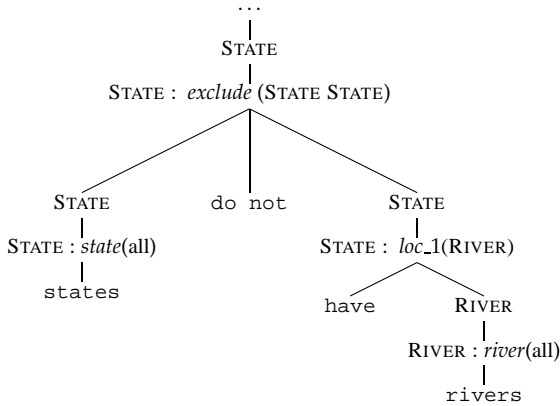 ...
STATE
STATE : exclude (STATE STATE)
STATE do not STATE
STATE : state(all) STATE : loc_1(RIVER)
states have RIVER
RIVER : river(all)
rivers